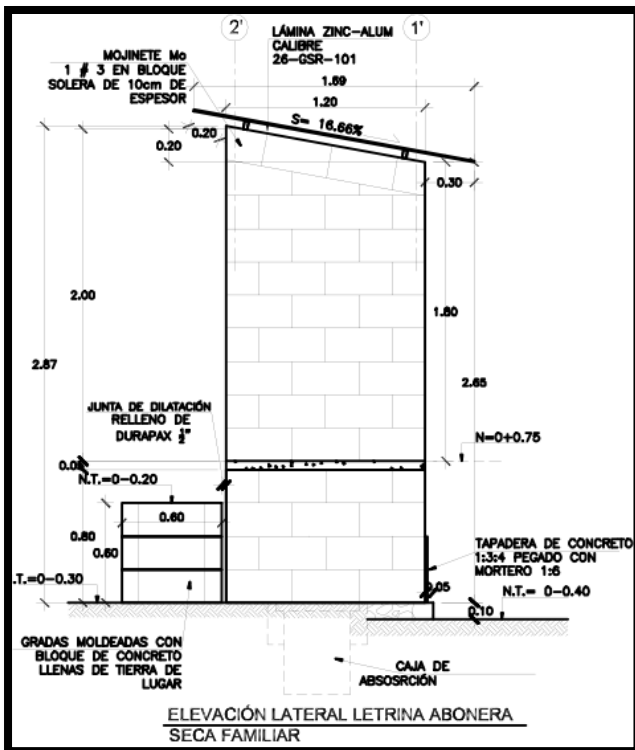 2'
1'
LÁMINA ZINC-ALUM
CALIBRE
26-GSR-101
MOJINETE Mo
1 # 3 EN BLOQUE
SOLERA DE 10cm DE
ESPESOR
1.69
1.20
S= 16.66%
0.20
0.20
0.30
2.00
1.80
2.87
2.65
JUNTA DE DILATACIÓN
RELLENO DE
DURAPAX ½"
N=0+0.75
N.T.=0-0.20
0.60
0.80
0.60
TAPADERA DE CONCRETO
1:3:4 PEGADO CON
MORTERO 1:6
.T.=0-0.30
0.05
N.T.= 0-0.40
0.10
GRADAS MOLDEADAS CON
BLOQUE DE CONCRETO
LLENAS DE TIERRA DE
LUGAR
CAJA DE
ABSOSRCIÓN
ELEVACIÓN LATERAL LETRINA ABONERA
SECA FAMILIAR